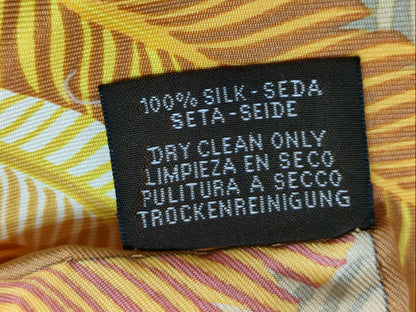 100% SILK-SEDA
SETA-SEIDE
DRY CLEAN ONLY
LIMPIEZA EN SECO
PULITURA A SECCO
TROCKENREINIGUNG